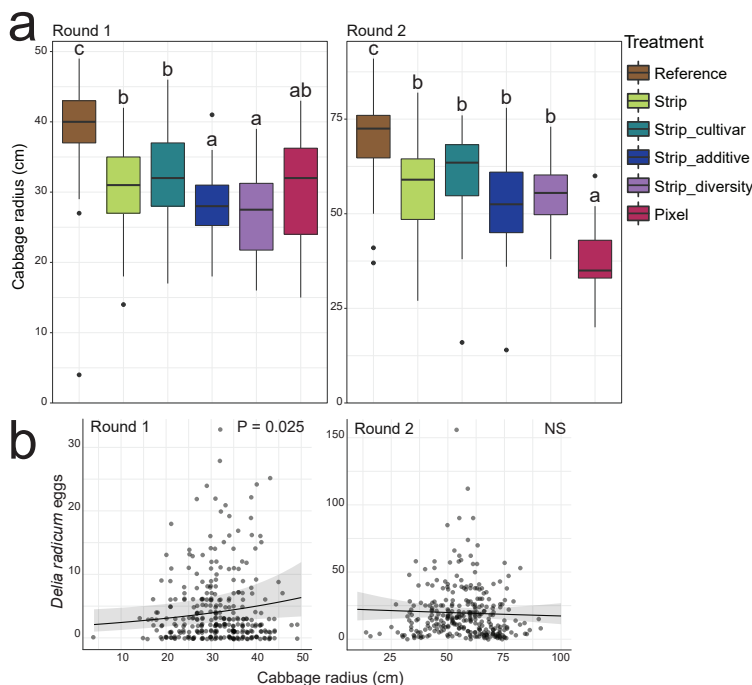 a
Round 1
Round 2
Treatment
Reference
Strip
Strip_cultivar
Strip_additive
Strip_diversity
Pixel
Cabbage radius (cm)
50
40
30
20
10
0
c
b
b
a
a
ab
75
50
25
0
c
b
b
b
b
a
b
Round 1
P = 0.025
Delia radicum eggs
30
20
10
0
10
20
30
40
50
Round 2
NS
150
100
50
0
25
50
75
100
Cabbage radius (cm)